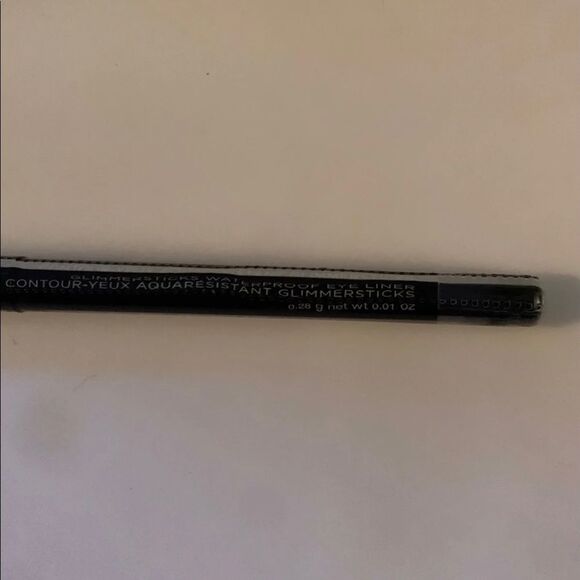 GLIMMERSTICKS WATERPROOF EYE LINER
CONTOUR-YEUX AQUARESISTANT GLIMMERSTICKS
0.28 g net wt 0.01 OZ